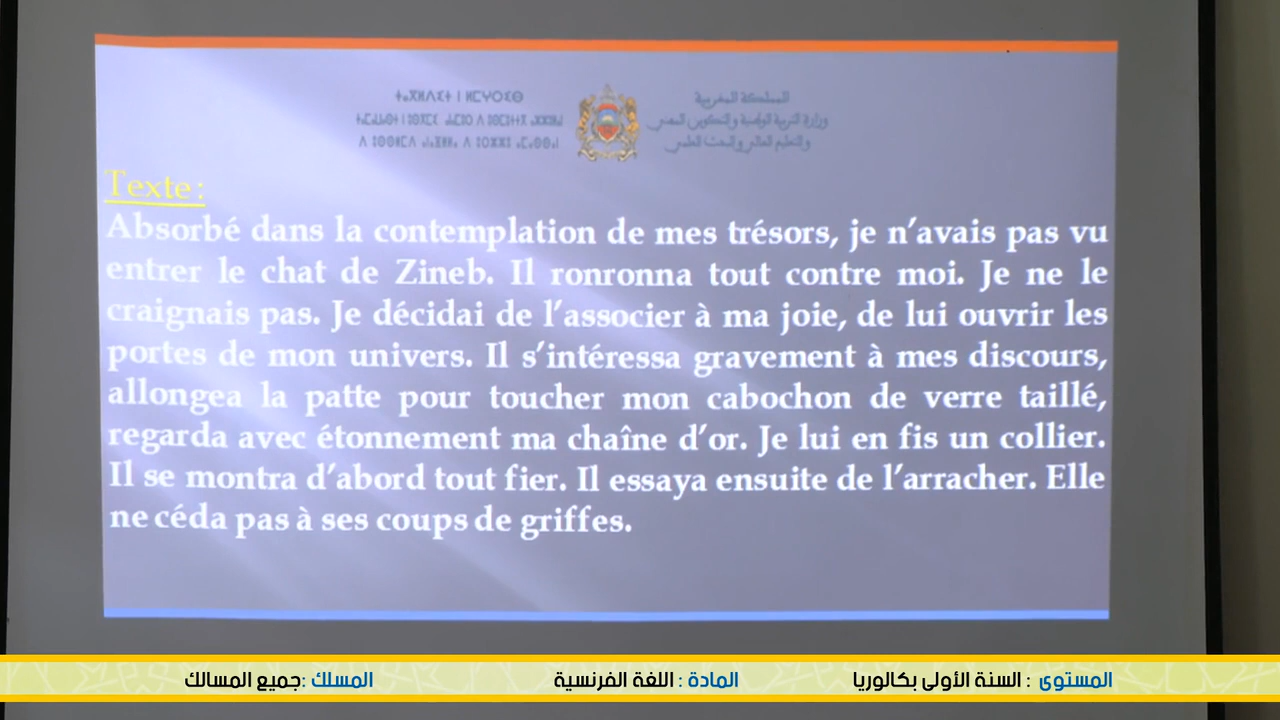 المملكة المغربية
وزارة التربية الوطنية والتكوين المهني
والتعليم العالي والبحث العلمي
Texte :
Absorbé dans la contemplation de mes trésors, je n’avais pas vu
entrer le chat de Zineb. Il ronronna tout contre moi. Je ne le
craignais pas. Je décidai de l’associer à ma joie, de lui ouvrir les
portes de mon univers. Il s’intéressa gravement à mes discours,
allongea la patte pour toucher mon cabochon de verre taillé,
regarda avec étonnement ma chaîne d’or. Je lui en fis un collier.
Il se montra d’abord tout fier. Il essaya ensuite de l’arracher. Elle
ne céda pas à ses coups de griffes.
المستوى : السنة الأولى بكالوريا المادة : اللغة الفرنسية المسلك :جميع المسالك